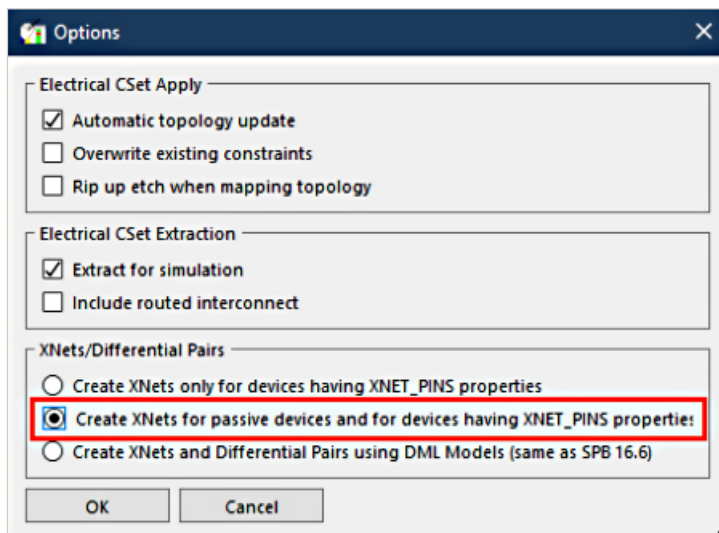 Options
Electrical CSet Apply
Automatic topology update
Overwrite existing constraints
Rip up etch when mapping topology
Electrical CSet Extraction
Extract for simulation
Include routed interconnect
XNets/Differential Pairs
Create XNets only for devices having XNET_PINS properties
Create XNets for passive devices and for devices having XNET_PINS properties
Create XNets and Differential Pairs using DML Models (same as SPB 16.6)
OK Cancel